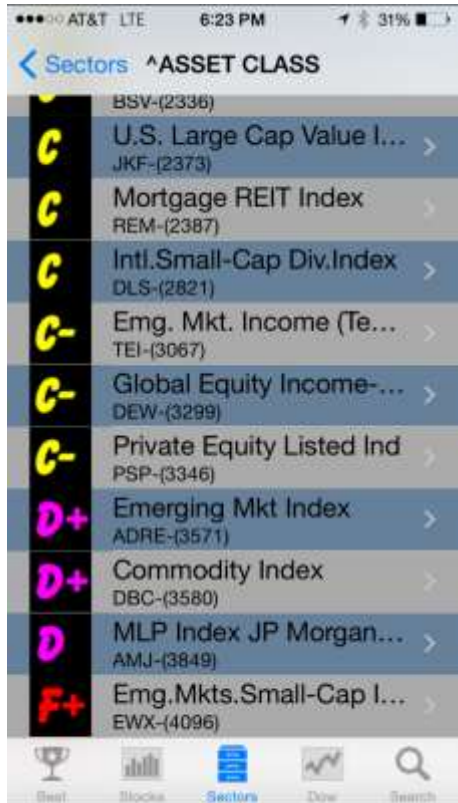 AT&T LTE 6:23 PM 31%
Sectors ^ASSET CLASS
BSV-(2336)
C U.S. Large Cap Value I...
JKF-(2373)
C Mortgage REIT Index
REM-(2387)
C Intl.Small-Cap Div.Index
DLS-(2821)
C- Emg. Mkt. Income (Te...
TEI-(3067)
C- Global Equity Income-...
DEW-(3299)
C- Private Equity Listed Ind
PSP-(3346)
D+ Emerging Mkt Index
ADRE-(3571)
D+ Commodity Index
DBC-(3580)
D MLP Index JP Morgan...
AMJ-(3849)
F+ Emg.Mkts.Small-Cap I...
EWX-(4096)
Best Blocks Sectors Dow Search